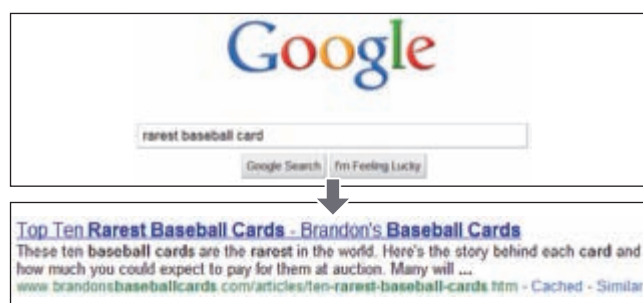 Google
rarest baseball card
Google Search I'm Feeling Lucky
Top Ten Rarest Baseball Cards - Brandon's Baseball Cards
These ten baseball cards are the rarest in the world. Here's the story behind each card and
how much you could expect to pay for them at auction. Many will ...
www.brandonsbaseballcards.com/articles/ten-rarest-baseball-cards.htm - Cached - Similar